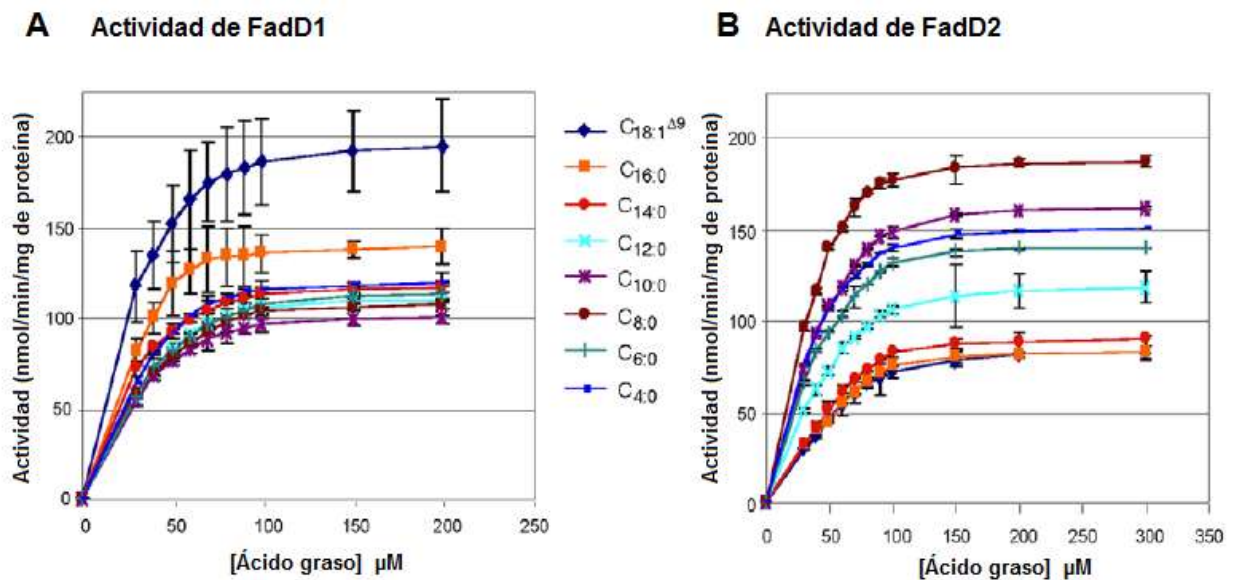 A Actividad de FadD1
B Actividad de FadD2
Actividad (nmol/min/mg de proteína)
200
150
100
50
0
0 50 100 150 200 250
[Ácido graso] µM
C18:1Δ9
C16:0
C14:0
C12:0
C10:0
C8:0
C6:0
C4:0
Actividad (nmol/min/mg de proteína)
200
150
100
50
0
0 50 100 150 200 250 300 350
[Ácido graso] µM